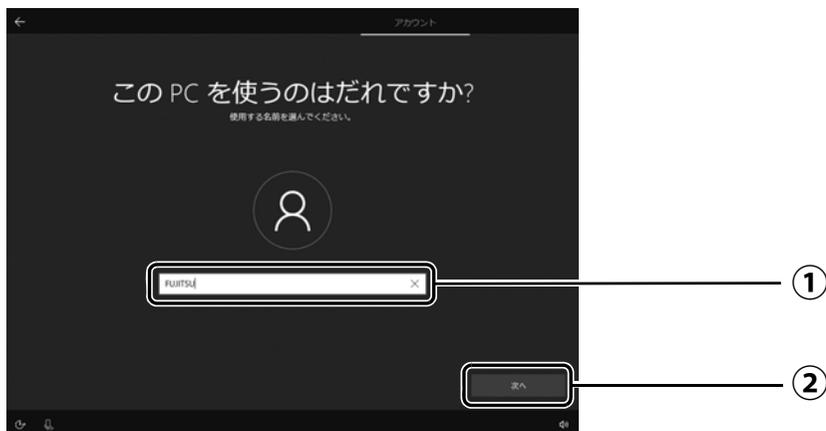 アカウント
この PC を使うのはだれですか?
使用する名前を選んでください。
FUJITSU
①
次へ
②